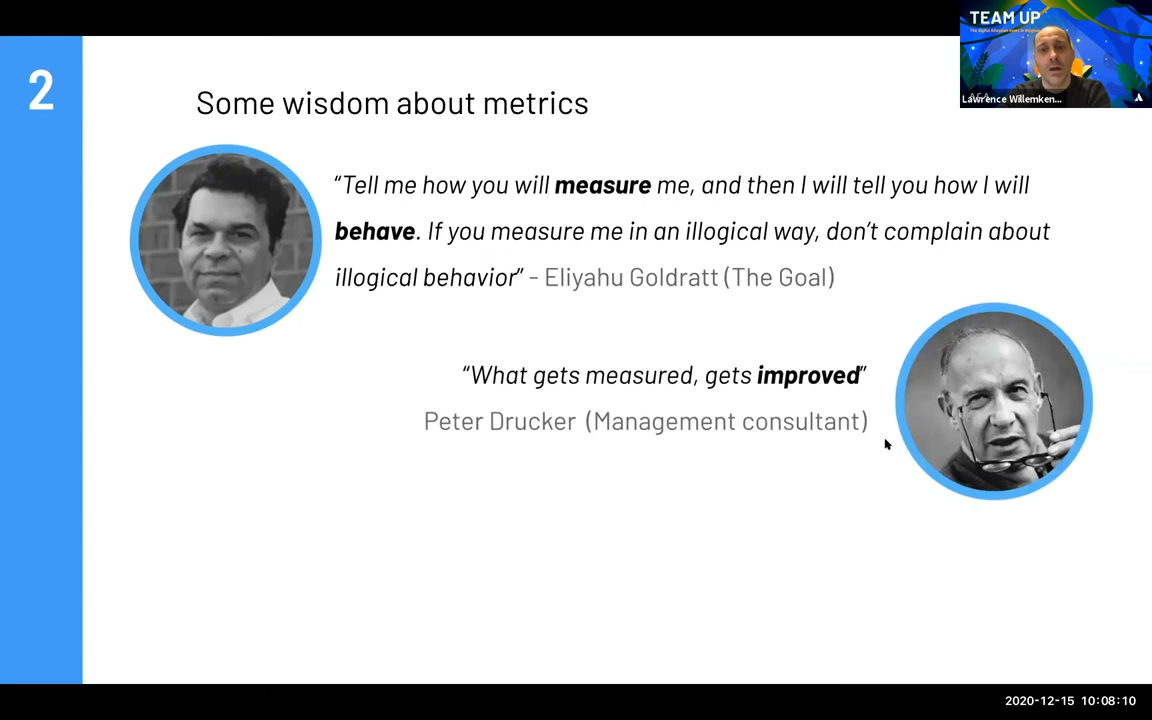 2
Some wisdom about metrics
“Tell me how you will measure me, and then I will tell you how I will
behave. If you measure me in an illogical way, don’t complain about
illogical behavior” - Eliyahu Goldratt (The Goal)
“What gets measured, gets improved”
Peter Drucker (Management consultant)
TEAM UP
Lawrence Willemken...
2020-12-15 10:08:10